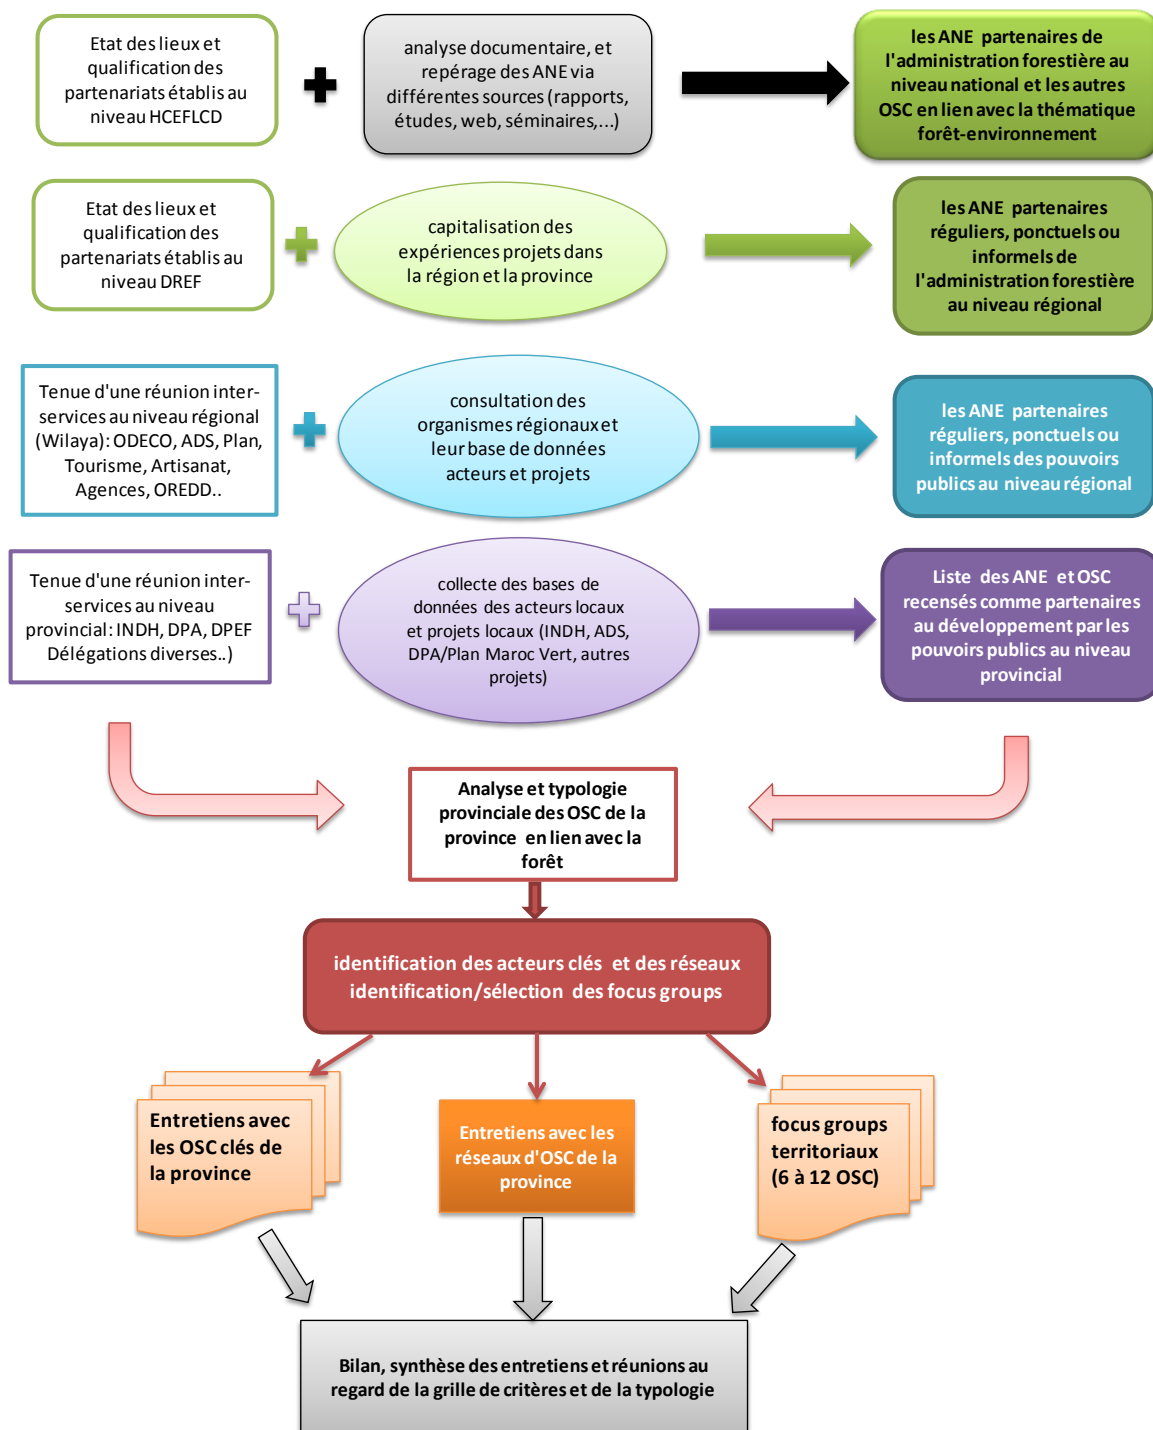 Etat des lieux et
qualification des
partenariats établis au
niveau HCEFLCD
analyse documentaire, et
repérage des ANE via
différentes sources (rapports,
études, web, séminaires,...)
les ANE partenaires de
l'administration forestière au
niveau national et les autres
OSC en lien avec la thématique
forêt-environnement
Etat des lieux et
qualification des
partenariats établis au
niveau DREF
capitalisation des
expériences projets dans
la région et la province
les ANE partenaires
réguliers, ponctuels ou
informels de
l'administration forestière
au niveau régional
Tenue d'une réunion inter-
services au niveau régional
(Wilaya): ODECO, ADS, Plan,
Tourisme, Artisanat,
Agences, OREDD..
consultation des
organismes régionaux et
leur base de données
acteurs et projets
les ANE partenaires
réguliers, ponctuels ou
informels des pouvoirs
publics au niveau régional
Tenue d'une réunion inter-
services au niveau
provincial: INDH, DPA, DPEF
Délégations diverses..)
collecte des bases de
données des acteurs locaux
et projets locaux (INDH, ADS,
DPA/Plan Maroc Vert, autres
projets)
Liste des ANE et OSC
recensés comme partenaires
au développement par les
pouvoirs publics au niveau
provincial
Analyse et typologie
provinciale des OSC de la
province en lien avec la
forêt
identification des acteurs clés et des réseaux
identification/sélection des focus groups
Entretiens avec
les OSC clés de
la province
Entretiens avec les
réseaux d'OSC de la
province
focus groups
territoriaux
(6 à 12 OSC)
Bilan, synthèse des entretiens et réunions au
regard de la grille de critères et de la typologie